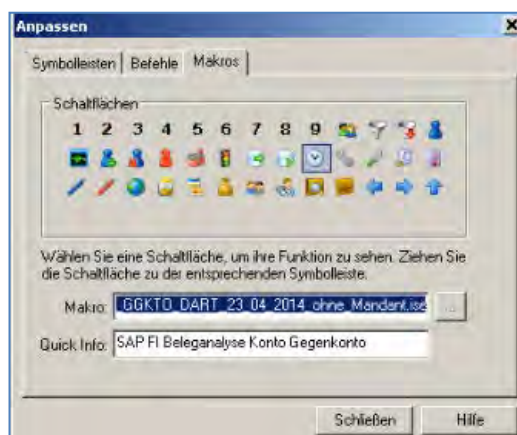 Anpassen
Symbolleisten Befehle Makros
Schaltflächen
1 2 3 4 5 6 7 8 9
Wählen Sie eine Schaltfläche, um ihre Funktion zu sehen. Ziehen Sie
die Schaltfläche zu der entsprechenden Symbolleiste.
Makro: _GGKTO_DART_23_04_2014_ohne_Mandant.ise ...
Quick Info: SAP FI Beleganalyse Konto Gegenkonto
Schließen Hilfe